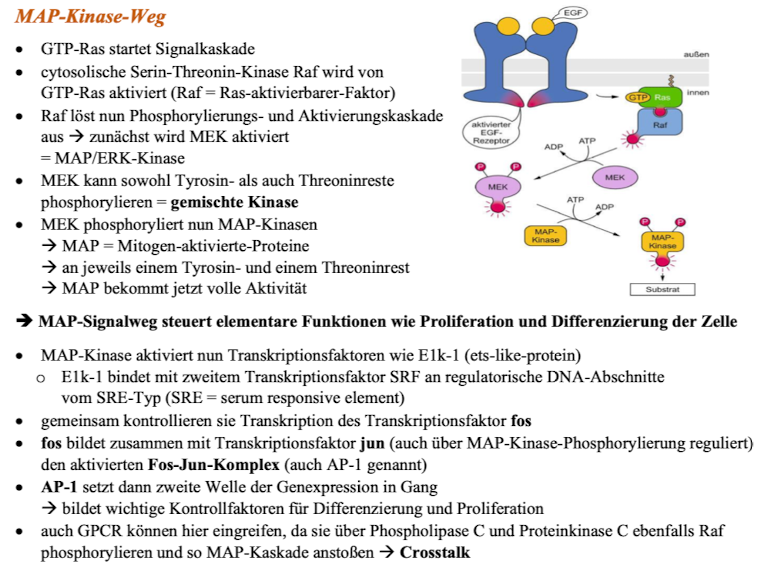 MAP-Kinase-Weg
• GTP-Ras startet Signalkaskade
• cytosolische Serin-Threonin-Kinase Raf wird von
GTP-Ras aktiviert (Raf = Ras-aktivierbarer-Faktor)
• Raf löst nun Phosphorylierungs- und Aktivierungskaskade
aus → zunächst wird MEK aktiviert
= MAP/ERK-Kinase
• MEK kann sowohl Tyrosin- als auch Threoninreste
phosphorylieren = gemischte Kinase
• MEK phosphoryliert nun MAP-Kinasen
→ MAP = Mitogen-aktivierte-Proteine
→ an jeweils einem Tyrosin- und einem Threoninrest
→ MAP bekommt jetzt volle Aktivität
EGF
außen
innen
GTP Ras
Raf
aktivierter
EGF-
Rezeptor
ADP
ATP
P
P
MEK
MEK
ATP
ADP
MAP-
Kinase
P
P
MAP-
Kinase
Substrat
➔ MAP-Signalweg steuert elementare Funktionen wie Proliferation und Differenzierung der Zelle
• MAP-Kinase aktiviert nun Transkriptionsfaktoren wie E1k-1 (ets-like-protein)
o E1k-1 bindet mit zweitem Transkriptionsfaktor SRF an regulatorische DNA-Abschnitte
vom SRE-Typ (SRE = serum responsive element)
• gemeinsam kontrollieren sie Transkription des Transkriptionsfaktor fos
• fos bildet zusammen mit Transkriptionsfaktor jun (auch über MAP-Kinase-Phosphorylierung reguliert)
den aktivierten Fos-Jun-Komplex (auch AP-1 genannt)
• AP-1 setzt dann zweite Welle der Genexpression in Gang
→ bildet wichtige Kontrollfaktoren für Differenzierung und Proliferation
• auch GPCR können hier eingreifen, da sie über Phospholipase C und Proteinkinase C ebenfalls Raf
phosphorylieren und so MAP-Kaskade anstoßen → Crosstalk